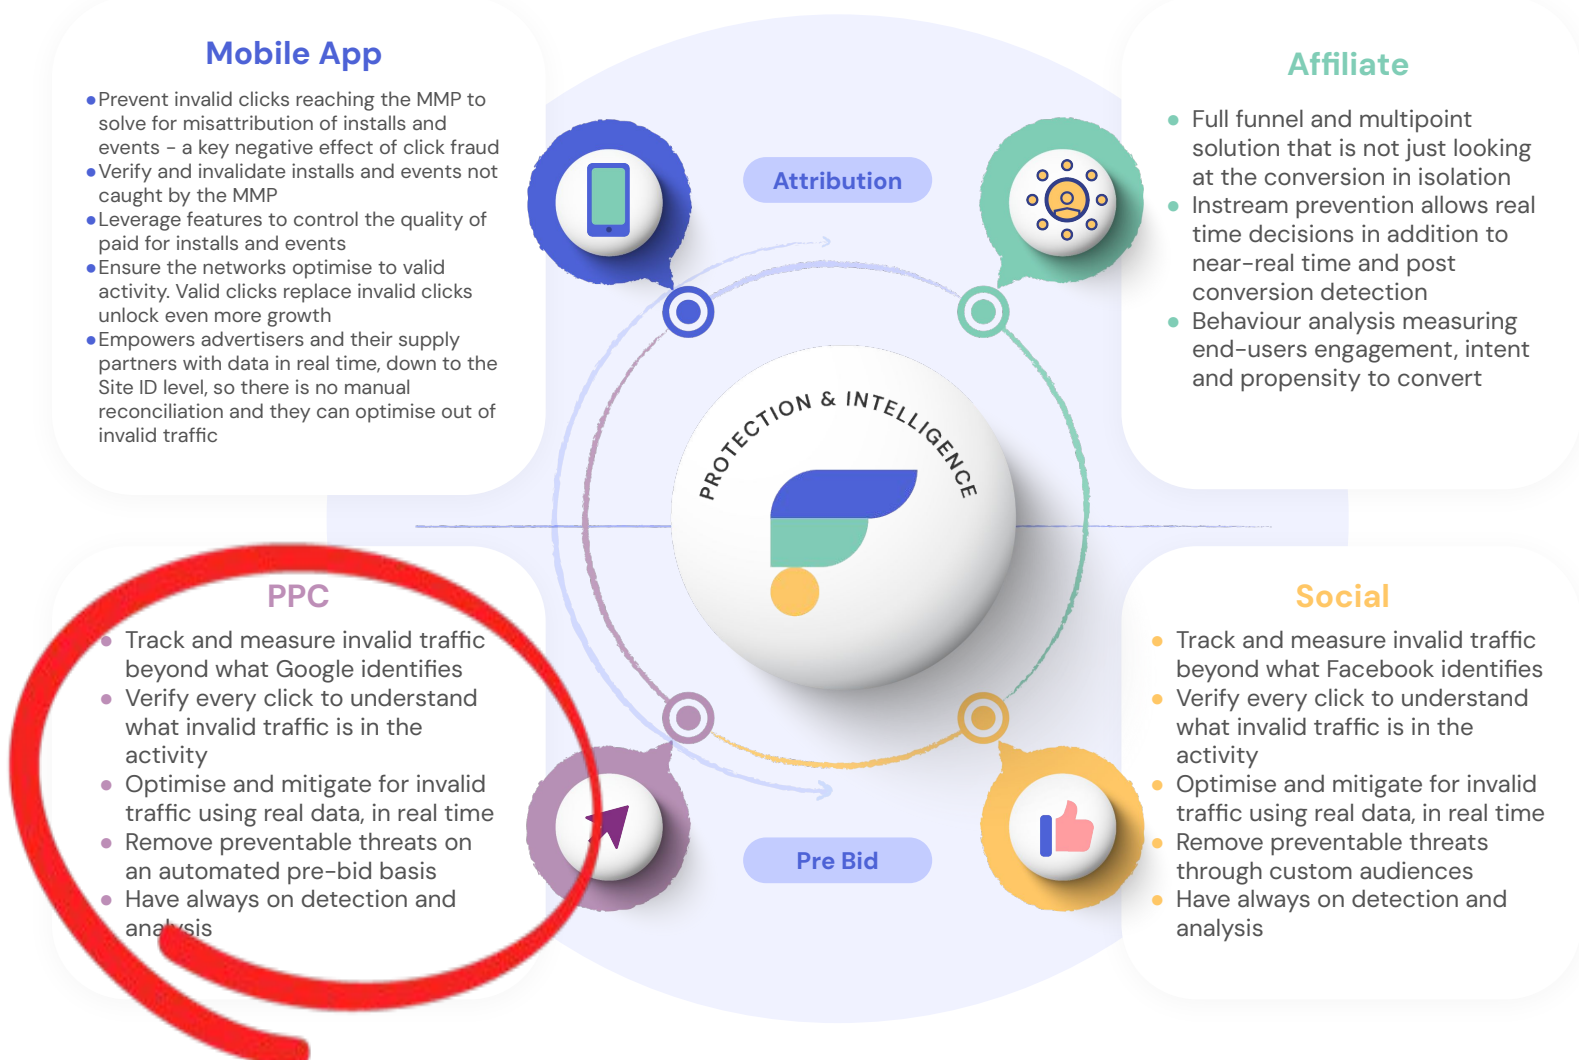 Mobile App
•Prevent invalid clicks reaching the MMP to
solve for misattribution of installs and
events - a key negative effect of click fraud
•Verify and invalidate installs and events not
caught by the MMP
•Leverage features to control the quality of
paid for installs and events
•Ensure the networks optimise to valid
activity. Valid clicks replace invalid clicks
unlock even more growth
•Empowers advertisers and their supply
partners with data in real time, down to the
Site ID level, so there is no manual
reconciliation and they can optimise out of
invalid traffic
Attribution
Affiliate
• Full funnel and multipoint
solution that is not just looking
at the conversion in isolation
• Instream prevention allows real
time decisions in addition to
near-real time and post
conversion detection
• Behaviour analysis measuring
end-users engagement, intent
and propensity to convert
PROTECTION & INTELLIGENCE
PPC
• Track and measure invalid traffic
beyond what Google identifies
• Verify every click to understand
what invalid traffic is in the
activity
• Optimise and mitigate for invalid
traffic using real data, in real time
• Remove preventable threats on
an automated pre-bid basis
• Have always on detection and
analysis
Pre Bid
Social
• Track and measure invalid traffic
beyond what Facebook identifies
• Verify every click to understand
what invalid traffic is in the
activity
• Optimise and mitigate for invalid
traffic using real data, in real time
• Remove preventable threats
through custom audiences
• Have always on detection and
analysis